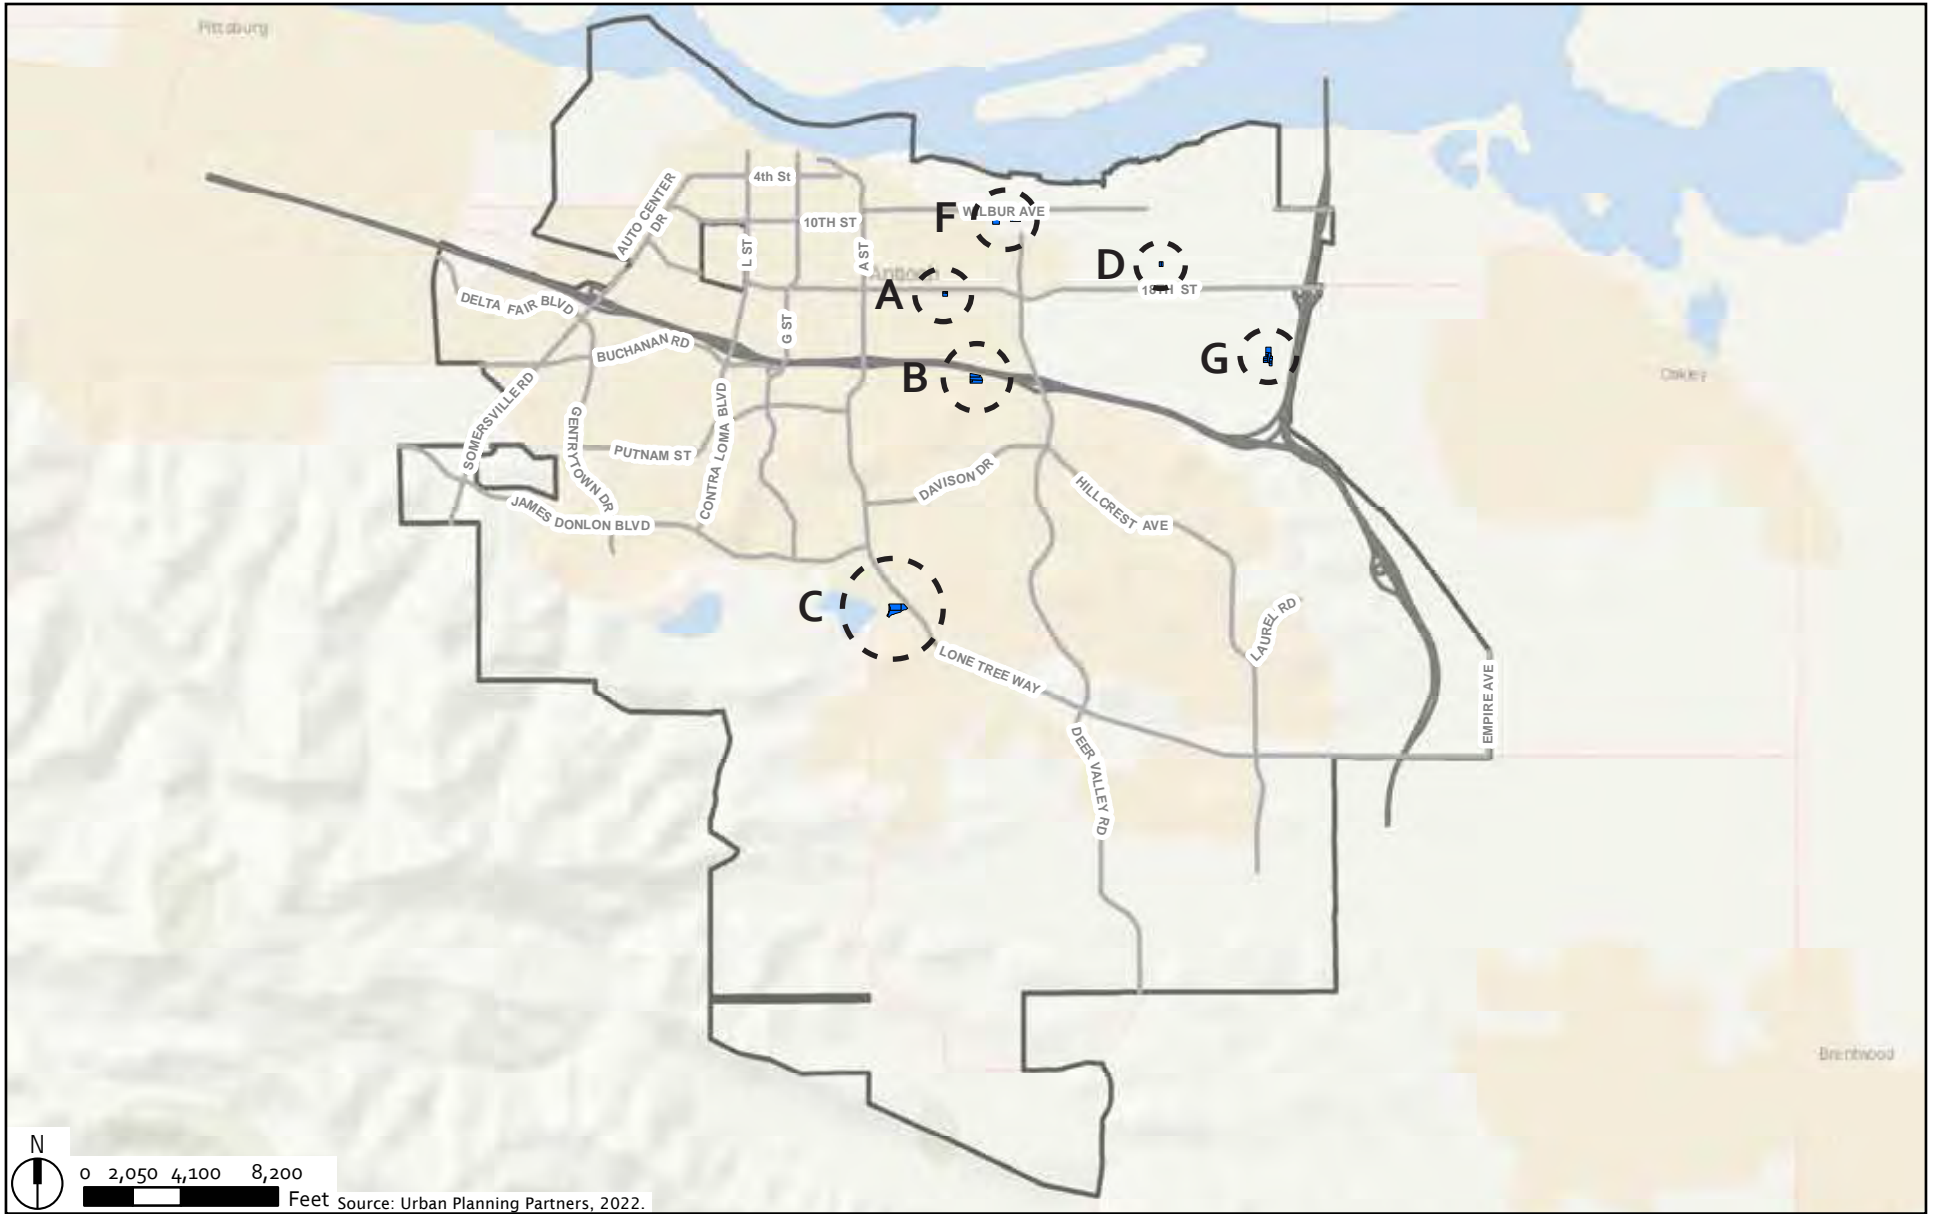 Pittsburg
4th St
AUTO CENTER
DR
WILBUR AVE
F
10TH ST
L ST
A ST
D
Antioch
A
18TH ST
DELTA FAIR BLVD
G ST
BUCHANAN RD
G
B
Oakley
SOMERSVILLE RD
CONTRA LOMA BLVD
GENTRYTOWN DR
PUTNAM ST
DAVISON DR
HILLCREST AVE
JAMES DONLON BLVD
C
LAUREL RD
LONE TREE WAY
EMPIRE AVE
DEER VALLEY RD
Brentwood
N
0 2,050 4,100 8,200
Feet
Source: Urban Planning Partners, 2022.